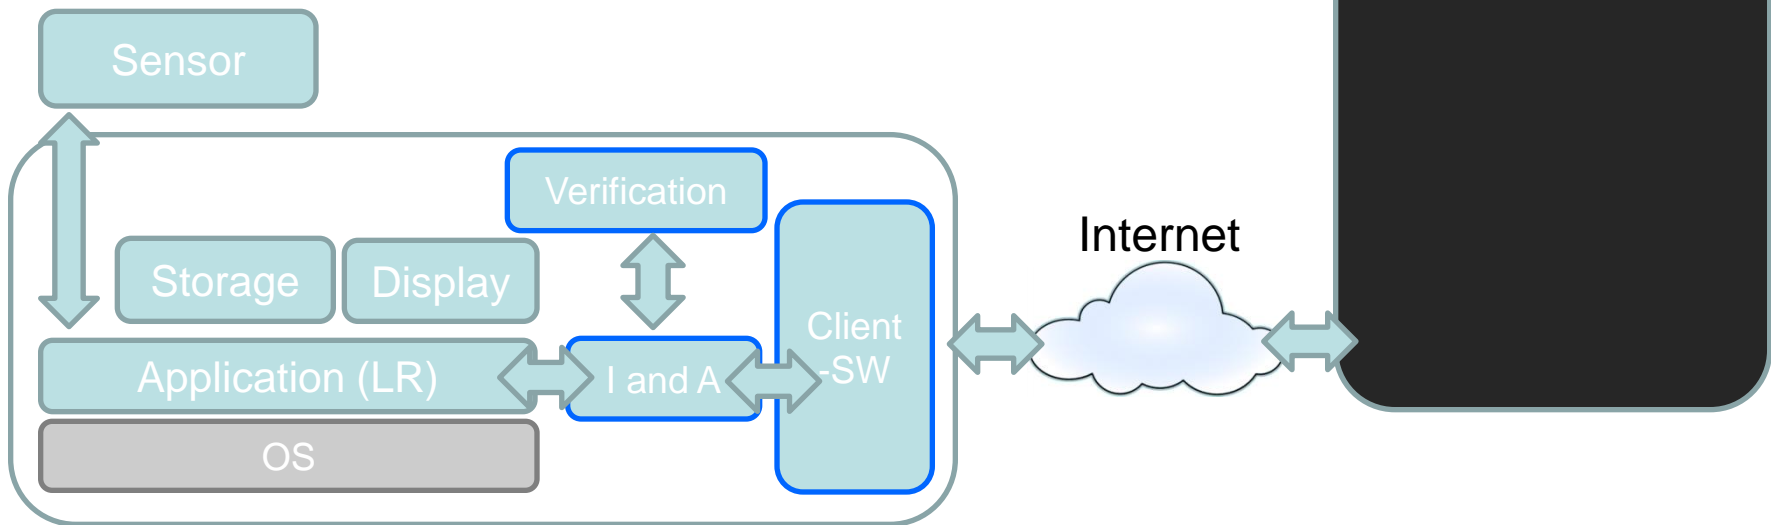 Sensor
Verification
Storage
Display
Internet
Client
-SW
Application (LR)
I and A
OS